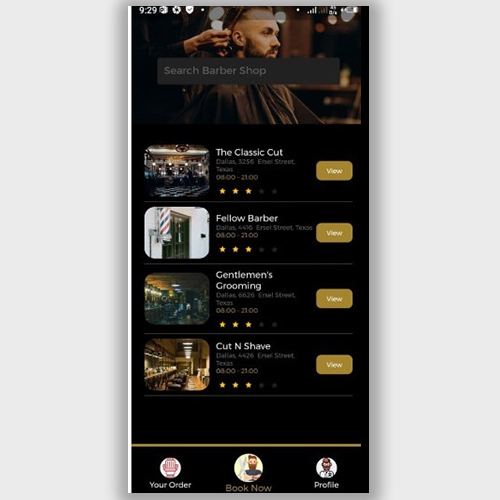 9:29
Search Barber Shop
The Classic Cut
Dallas, 3256 Ersel Street,
Texas
08:00 - 21:00
View
Fellow Barber
Dallas, 4416 Ersel Street, Texas
08:00 - 21:00
View
Gentlemen's
Grooming
Dallas, 6626 Ersel Street,
Texas
08:00 - 21:00
View
Cut N Shave
Dallas, 4426 Ersel Street,
Texas
08:00 - 21:00
View
Your Order
Book Now
Profile